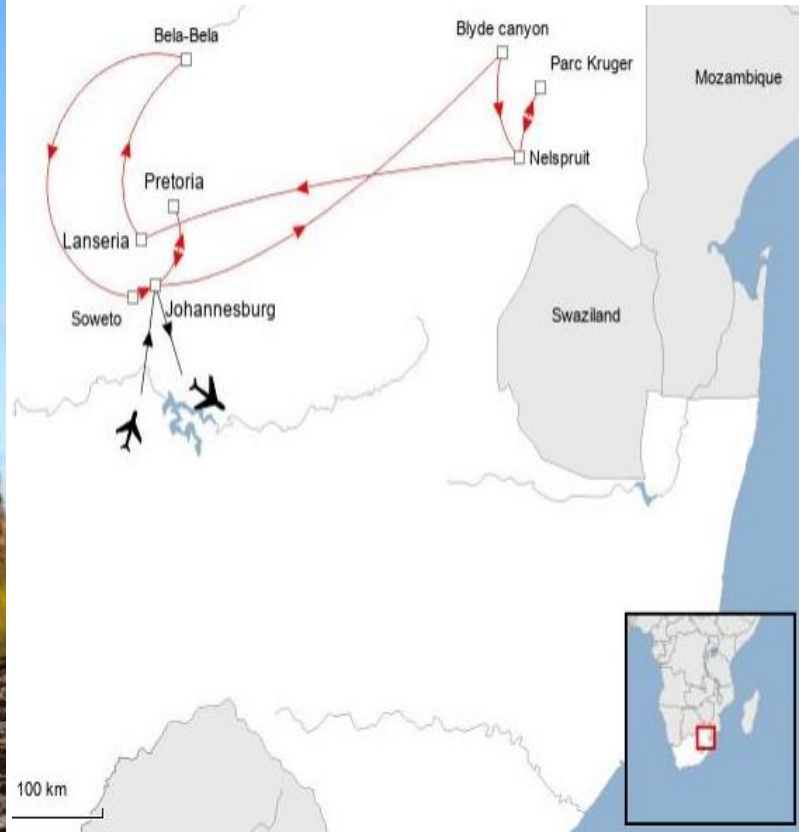 Bela-Bela
Blyde canyon
Parc Kruger
Mozambique
Nelspruit
Pretoria
Lanseria
Soweto
Johannesburg
Swaziland
100 km